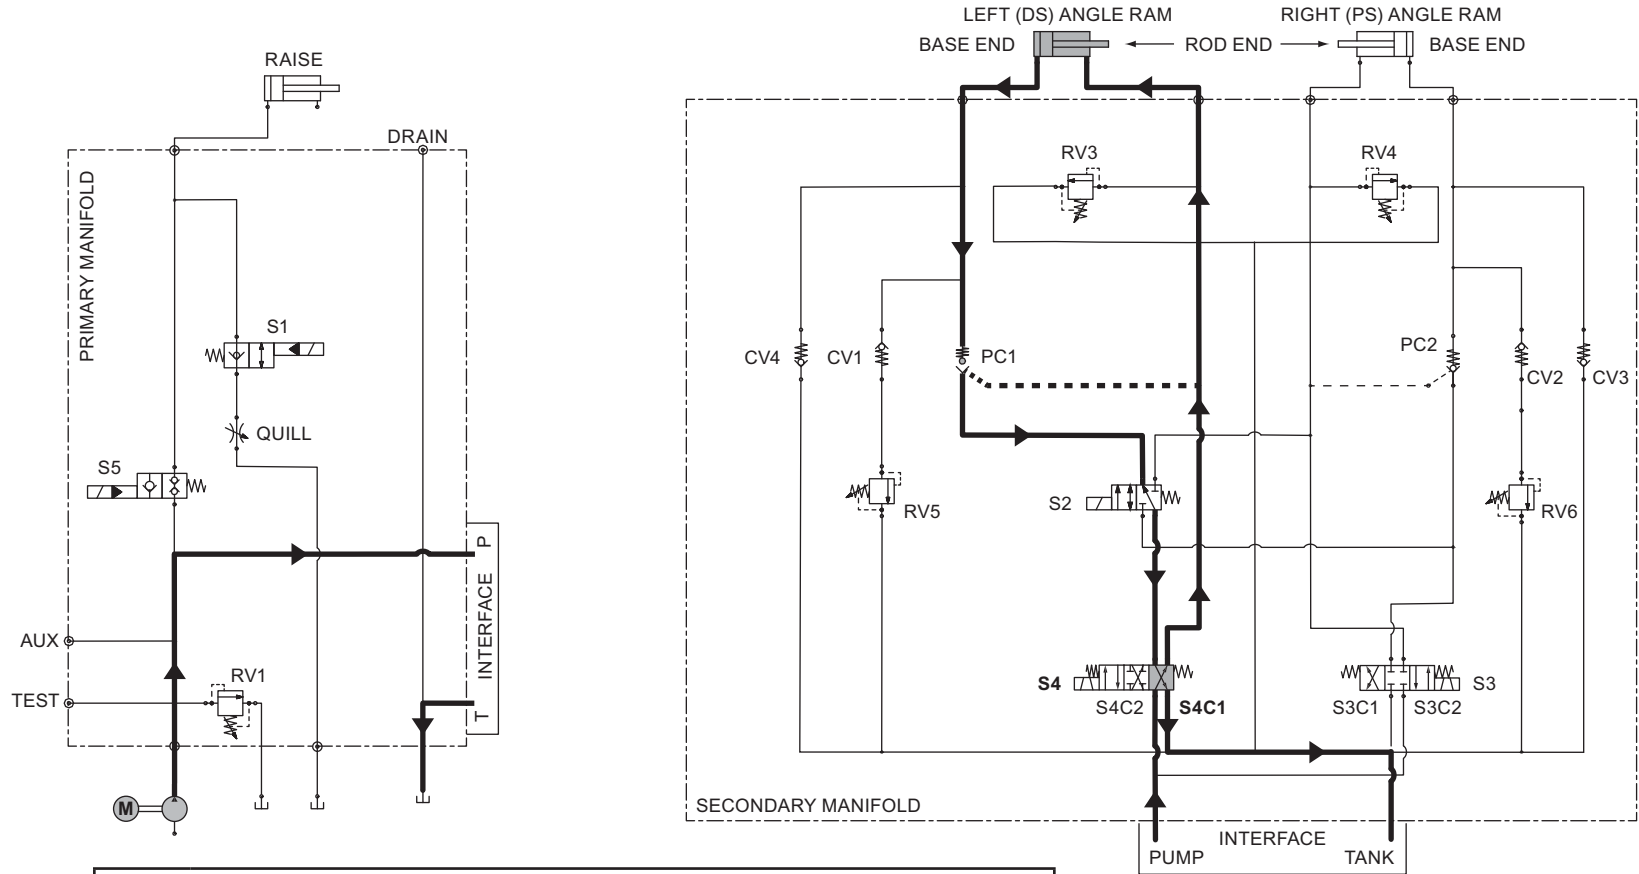 LEFT (DS) ANGLE RAM
RIGHT (PS) ANGLE RAM
BASE END
ROD END
BASE END
RAISE
DRAIN
PRIMARY MANIFOLD
RV3
RV4
S1
CV4
CV1
PC1
PC2
CV2
CV3
QUILL
S5
S2
RV5
RV6
P
INTERFACE
T
AUX
TEST
RV1
S4
S4C2
S4C1
S3C1
S3C2
S3
M
SECONDARY MANIFOLD
INTERFACE
PUMP
TANK